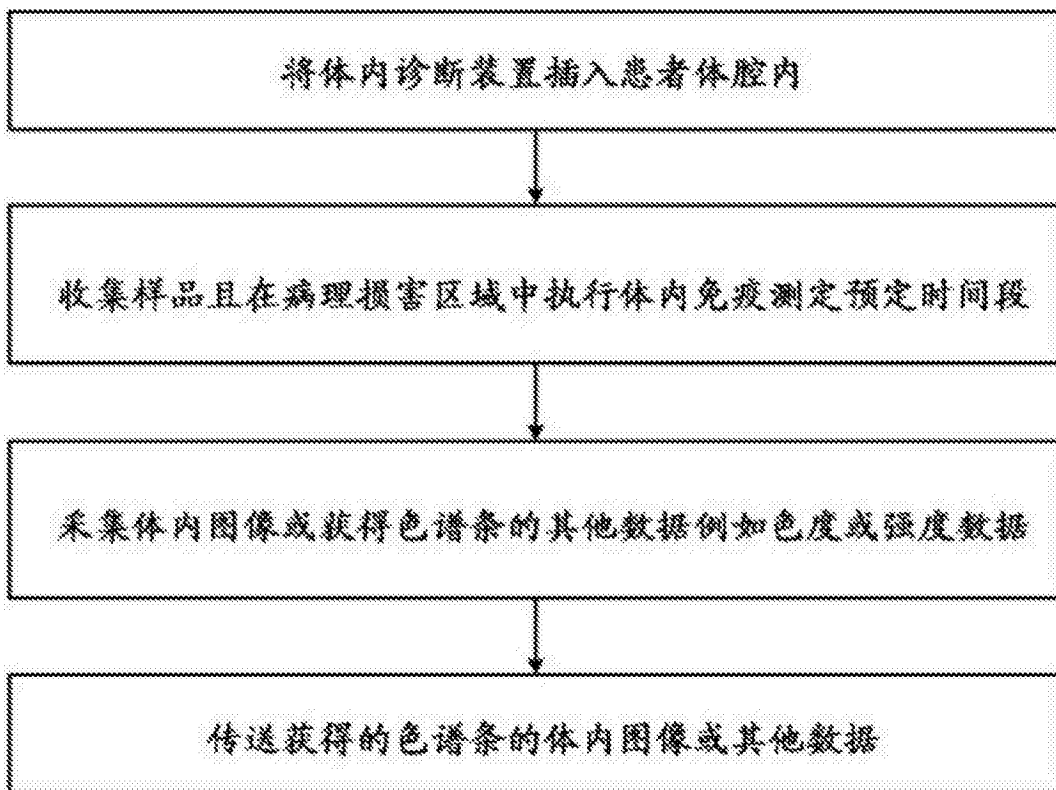 将体内诊断装置插入患者体腔内
收集样品且在病理损害区域中执行体内免疫测定预定时间段
采集体内图像或获得色谱条的其他数据例如色度或强度数据
传送获得的色谱条的体内图像或其他数据